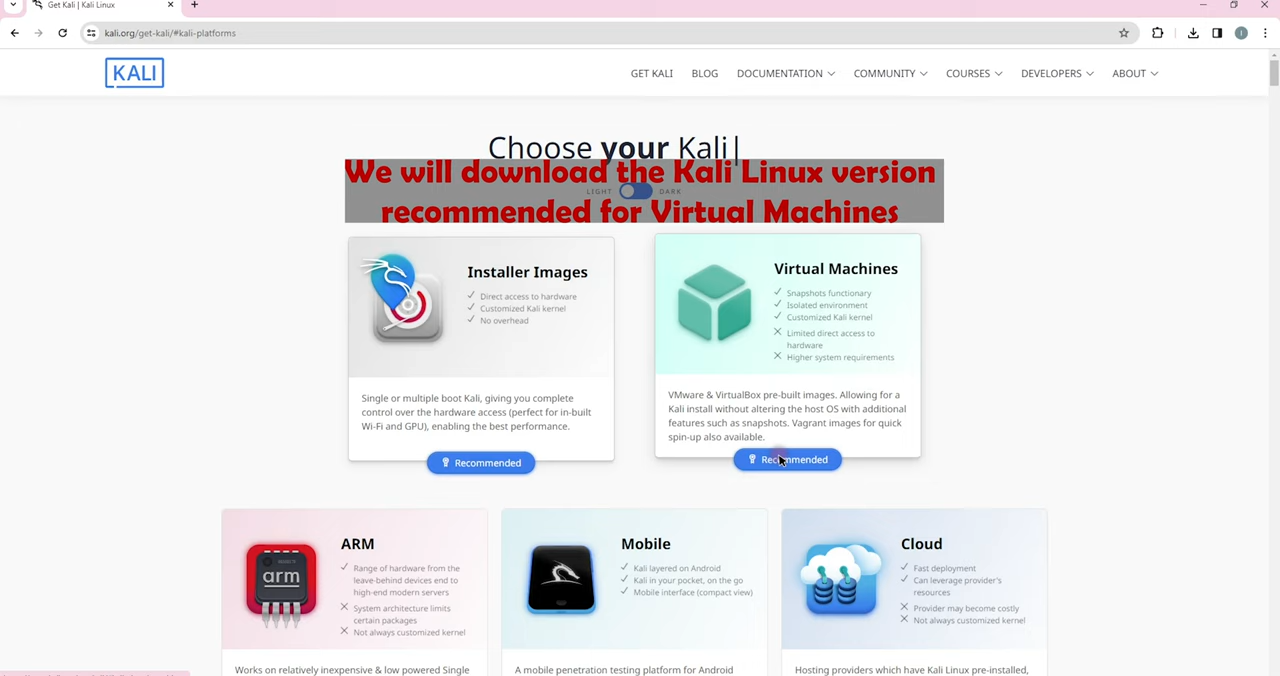 Get Kali | Kali Linux
kali.org/get-kali/#kali-platforms
KALI
GET KALI
BLOG
DOCUMENTATION
COMMUNITY
COURSES
DEVELOPERS
ABOUT
Choose your Kali
We will download the Kali Linux version
LIGHT
DARK
recommended for Virtual Machines
Installer Images
Direct access to hardware
Customized Kali kernel
No overhead
Single or multiple boot Kali, giving you complete
control over the hardware access (perfect for in-built
Wi-Fi and GPU), enabling the best performance.
Recommended
Virtual Machines
Snapshots functionary
Isolated environment
Customized Kali kernel
Limited direct access to
hardware
Higher system requirements
VMware & VirtualBox pre-built images. Allowing for a
Kali install without altering the host OS with additional
features such as snapshots. Vagrant images for quick
spin-up also available.
Recommended
arm
ARM
Range of hardware from the
leave-behind devices end to
high-end modern servers
System architecture limits
certain packages
Not always customized kernel
Works on relatively inexpensive & low powered Single
Mobile
Kali layered on Android
Kali in your pocket, on the go
Mobile interface (compact view)
A mobile penetration testing platform for Android
Cloud
Fast deployment
Can leverage provider's
resources
Provider may become costly
Not always customized kernel
Hosting providers which have Kali Linux pre-installed,